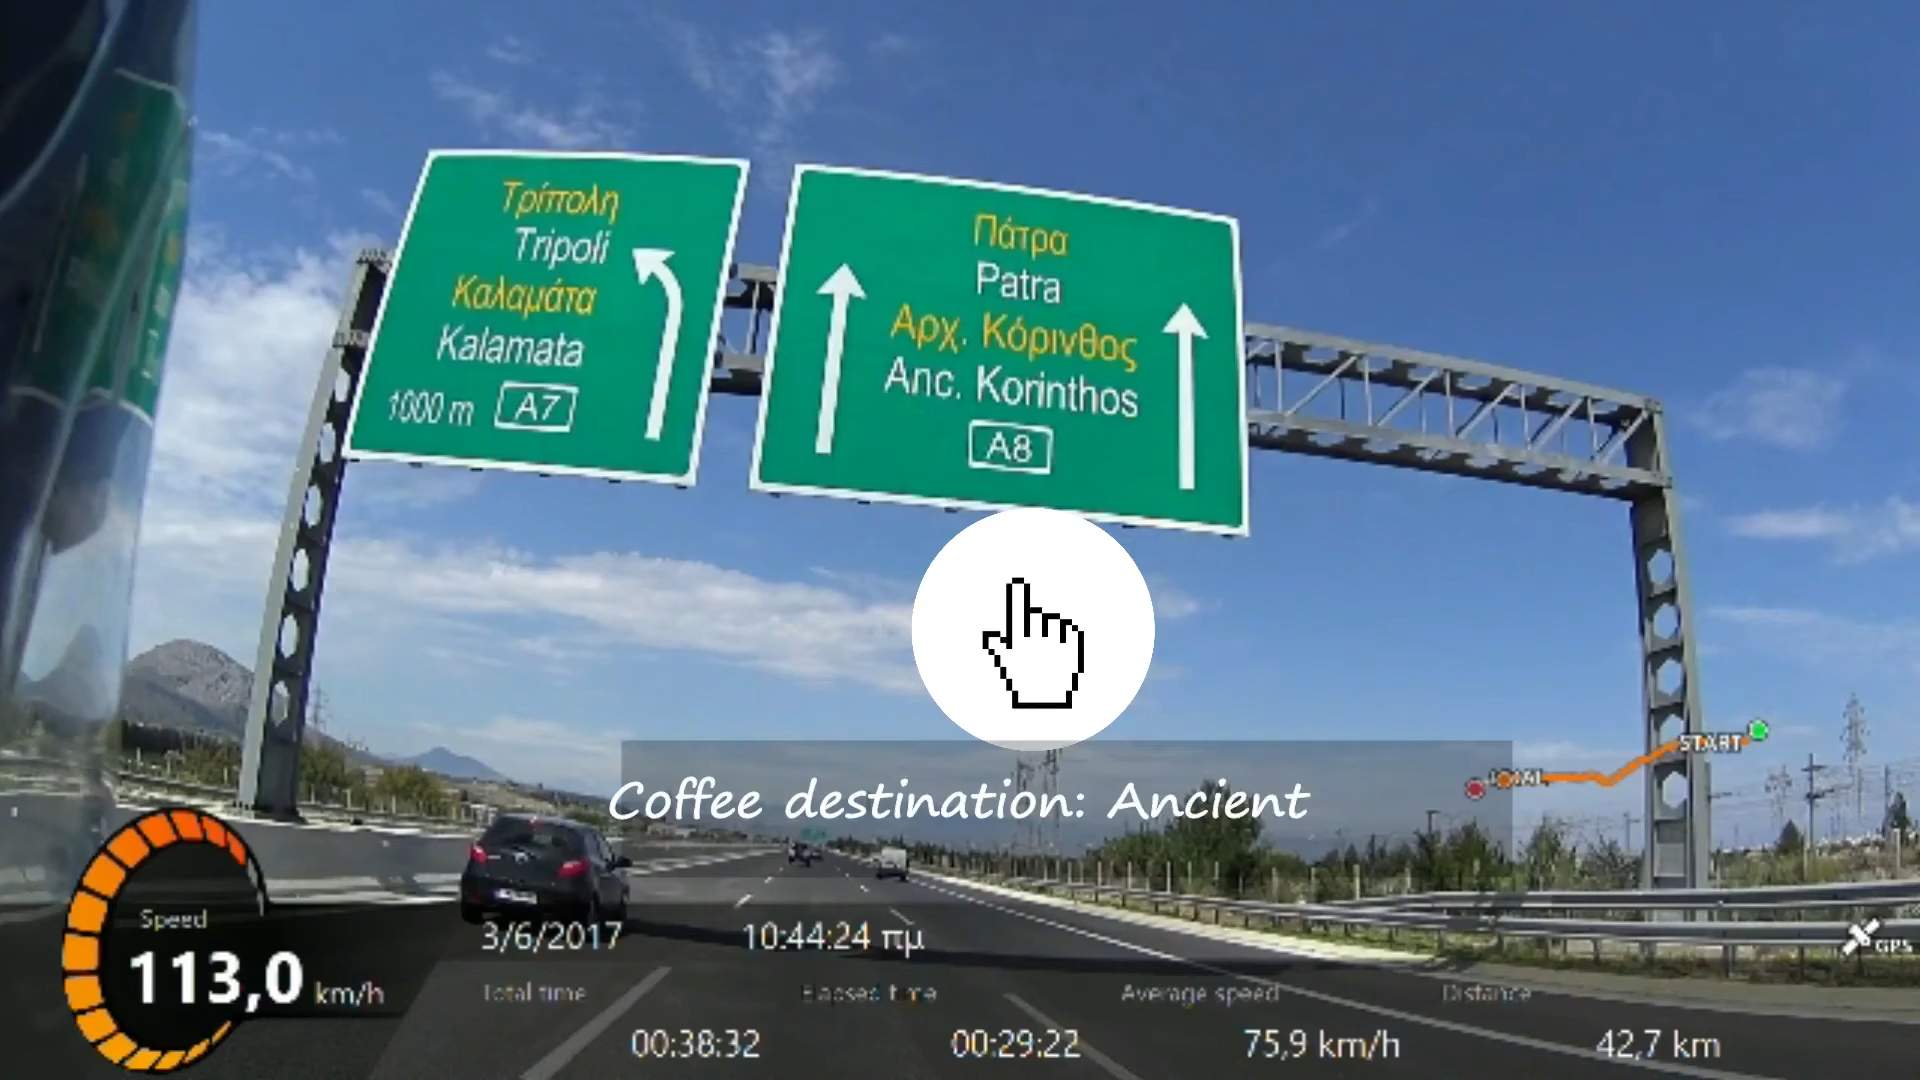 Τρίπολη
Tripoli
Καλαμάτα
Kalamata
1000 m A7
Πάτρα
Patra
Αρχ. Κόρινθος
Anc. Korinthos
A8
START
Coffee destination: Ancient
Speed
113,0 km/h
3/6/2017 10:44:24 πμ
GPS
Total time Elapsed time Average speed Distance
00:38:32 00:29:22 75,9 km/h 42,7 km